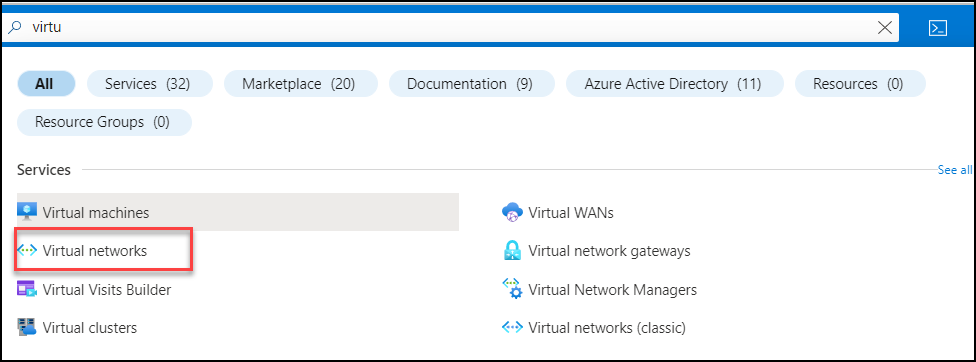 virtu
All Services (32) Marketplace (20) Documentation (9) Azure Active Directory (11) Resources (0)
Resource Groups (0)
Services See all
Virtual machines Virtual WANs
Virtual networks Virtual network gateways
Virtual Visits Builder Virtual Network Managers
Virtual clusters Virtual networks (classic)